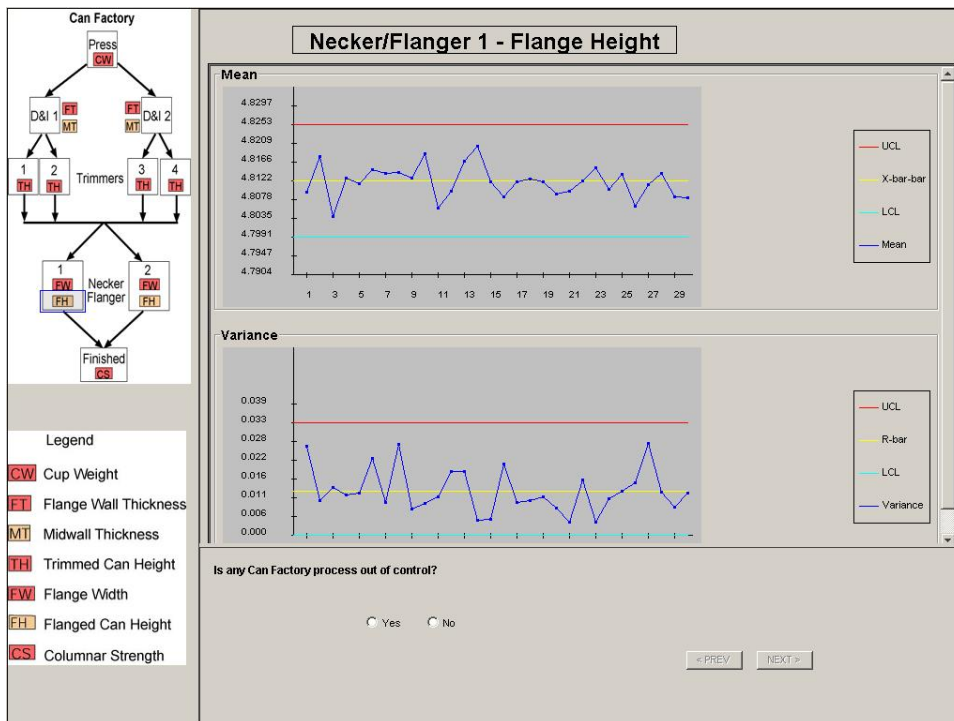 Can Factory
Press
CW
D&I 1
FT
MT
FT
MT
D&I 2
1
TH
2
TH
Trimmers
3
TH
4
TH
1
FW
FH
Necker
Flanger
2
FW
FH
Finished
CS
Legend
CW Cup Weight
FT Flange Wall Thickness
MT Midwall Thickness
TH Trimmed Can Height
FW Flange Width
FH Flanged Can Height
CS Columnar Strength
Necker/Flanger 1 - Flange Height
Mean
4.8297
4.8253
4.8209
4.8166
4.8122
4.8078
4.8035
4.7991
4.7947
4.7904
1 3 5 7 9 11 13 15 17 19 21 23 25 27 29
UCL
X-bar-bar
LCL
Mean
Variance
0.039
0.033
0.028
0.022
0.016
0.011
0.006
0.000
UCL
R-bar
LCL
Variance
Is any Can Factory process out of control?
Yes No
< PREV NEXT >